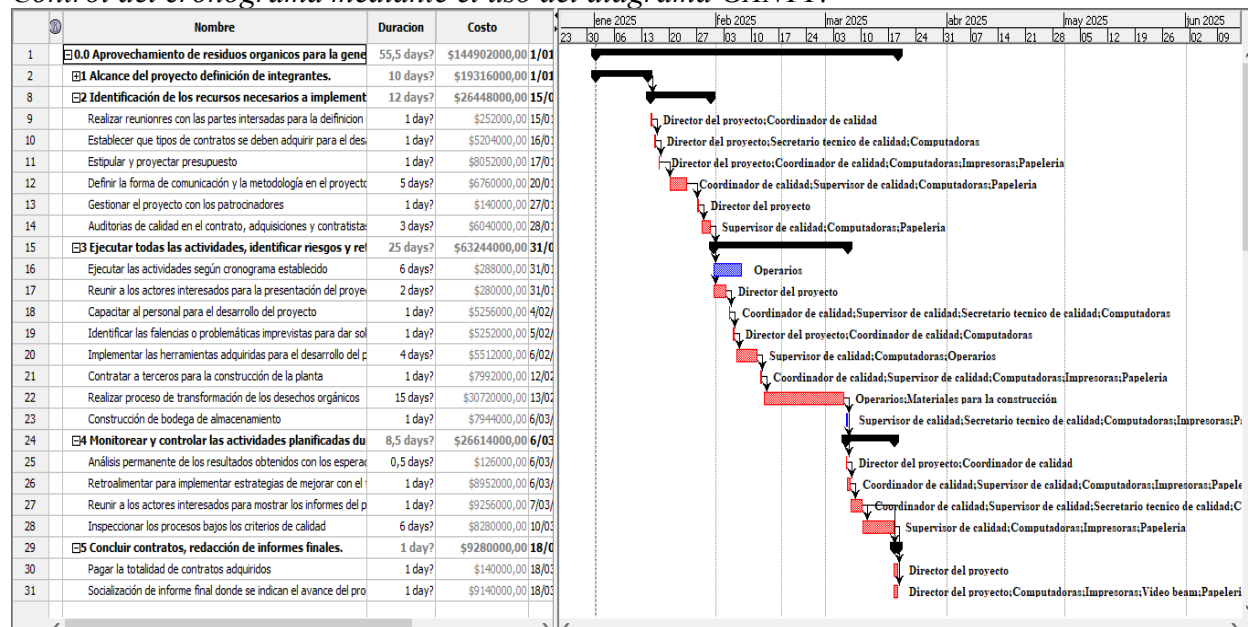 Control del cronograma mediante el uso del diagrama GANTT.
Nombre Duracion Costo
ene 2025 feb 2025 mar 2025 abr 2025 may 2025 jun 2025
23 30 06 13 20 27 03 10 17 24 03 10 17 24 31 07 14 21 28 05 12 19 26 02 09
1 0.0 Aprovechamiento de residuos organicos para la gene 55,5 days? $144902000,00 1/01
2 1 Alcance del proyecto definición de integrantes. 10 days? $19316000,00 1/01
8 2 Identificación de los recursos necesarios a implement 12 days? $26448000,00 15/0
9 Realizar reunionres con las partes intersadas para la deifinicion 1 day? $252000,00 15/01 Director del proyecto;Coordinador de calidad
10 Establecer que tipos de contratos se deben adquirir para el des 1 day? $5204000,00 16/01 Director del proyecto;Secretario tecnico de calidad;Computadoras
11 Estipular y proyectar presupuesto 1 day? $8052000,00 17/01 Director del proyecto;Coordinador de calidad;Computadoras;Impresoras;Papeleria
12 Definir la forma de comunicación y la metodología en el proyecto 5 days? $6760000,00 20/01 Coordinador de calidad;Supervisor de calidad;Computadoras;Papeleria
13 Gestionar el proyecto con los patrocinadores 1 day? $140000,00 27/01 Director del proyecto
14 Auditorias de calidad en el contrato, adquisiciones y contratista 3 days? $6040000,00 28/01 Supervisor de calidad;Computadoras;Papeleria
15 3 Ejecutar todas las actividades, identificar riesgos y ret 25 days? $63244000,00 31/0
16 Ejecutar las actividades según cronograma establecido 6 days? $288000,00 31/01 Operarios
17 Reunir a los actores interesados para la presentación del proye 2 days? $280000,00 31/01 Director del proyecto
18 Capacitar al personal para el desarrollo del proyecto 1 day? $5256000,00 4/02/ Coordinador de calidad;Supervisor de calidad;Secretario tecnico de calidad;Computadoras
19 Identificar las falencias o problemáticas imprevistas para dar sol 1 day? $5252000,00 5/02/ Director del proyecto;Coordinador de calidad;Computadoras
20 Implementar las herramientas adquiridas para el desarrollo del p 4 days? $5512000,00 6/02/ Supervisor de calidad;Computadoras;Operarios
21 Contratar a terceros para la construcción de la planta 1 day? $7992000,00 12/02 Coordinador de calidad;Supervisor de calidad;Computadoras;Impresoras;Papeleria
22 Realizar proceso de transformación de los desechos orgánicos 15 days? $30720000,00 13/02 Operarios;Materiales para la construcción
23 Construcción de bodega de almacenamiento 1 day? $7944000,00 6/03/ Supervisor de calidad;Secretario tecnico de calidad;Computadoras;Impresoras;P
24 4 Monitorear y controlar las actividades planificadas du 8,5 days? $26614000,00 6/03
25 Análisis permanente de los resultados obtenidos con los esperad 0,5 days? $126000,00 6/03/ Director del proyecto;Coordinador de calidad
26 Retroalimentar para implementar estrategias de mejorar con el 1 day? $8952000,00 6/03/ Coordinador de calidad;Supervisor de calidad;Computadoras;Impresoras;Papele
27 Reunir a los actores interesados para mostrar los informes del p 1 day? $9256000,00 7/03/ Coordinador de calidad;Supervisor de calidad;Secretario tecnico de calidad;C
28 Inspeccionar los procesos bajos los criterios de calidad 6 days? $8280000,00 10/03 Supervisor de calidad;Computadoras;Impresoras;Papeleria
29 5 Concluir contratos, redacción de informes finales. 1 day? $9280000,00 18/0
30 Pagar la totalidad de contratos adquiridos 1 day? $140000,00 18/03 Director del proyecto
31 Socialización de informe final donde se indican el avance del pro 1 day? $9140000,00 18/03 Director del proyecto;Computadoras;Impresoras;Video beam;Papeleri